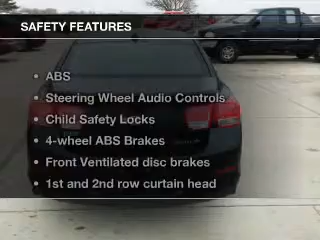 SAFETY FEATURES
• ABS
• Steering Wheel Audio Controls
• Child Safety Locks
• 4-wheel ABS Brakes
• Front Ventilated disc brakes
• 1st and 2nd row curtain head